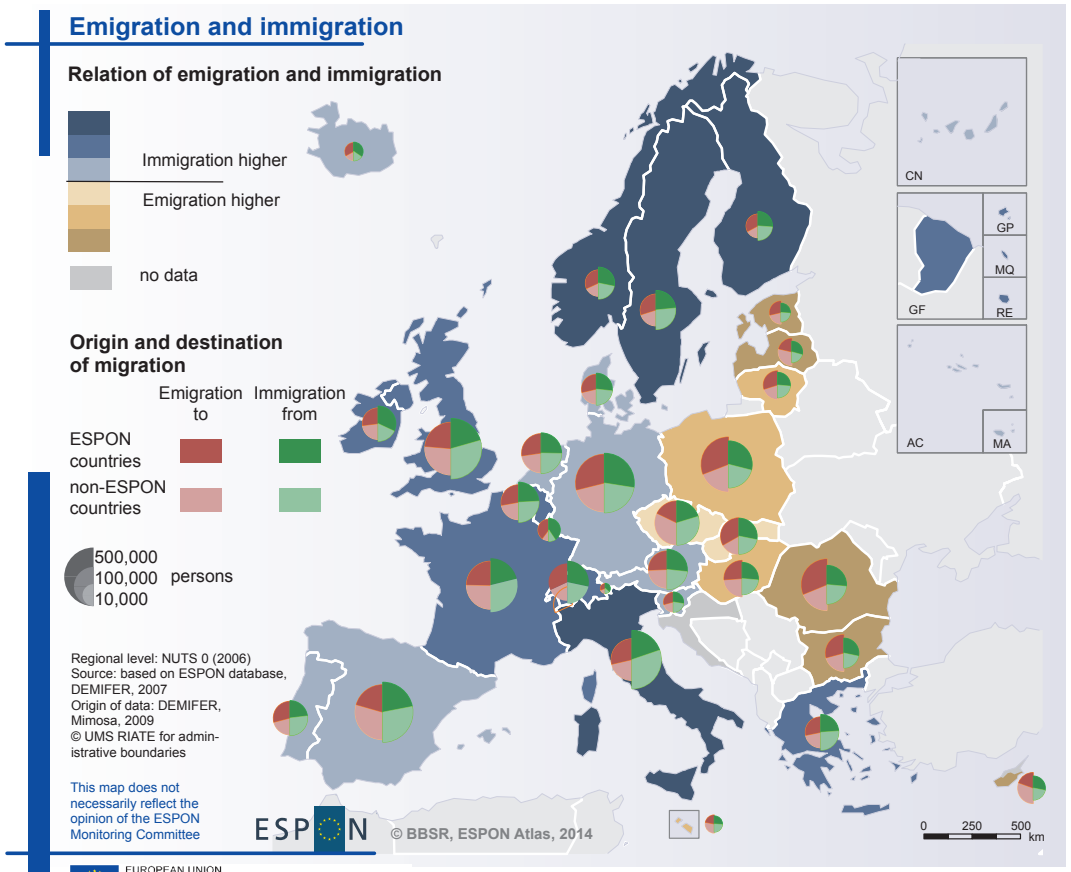 Emigration and immigration
Relation of emigration and immigration
Immigration higher
Emigration higher
no data
Origin and destination
of migration
Emigration
to
Immigration
from
ESPON
countries
non-ESPON
countries
500,000
100,000
10,000
persons
Regional level: NUTS 0 (2006)
Source: based on ESPON database,
DEMIFER, 2007
Origin of data: DEMIFER,
Mimosa, 2009
© UMS RIATE for admin-
istrative boundaries
This map does not
necessarily reflect the
opinion of the ESPON
Monitoring Committee
ESPON
© BBSR, ESPON Atlas, 2014
EUROPEAN UNION
CN
GF
GP
MQ
RE
AC
MA
0 250 500
km